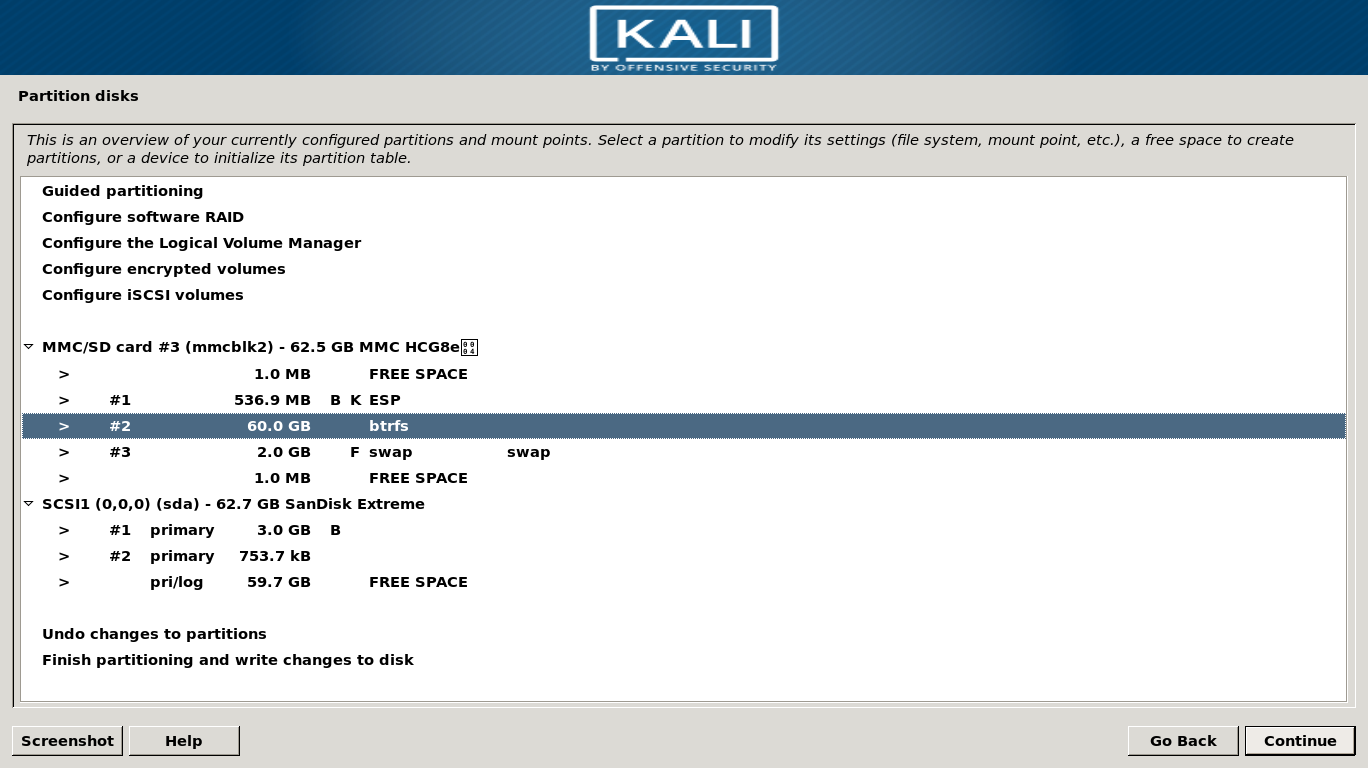 KALI
BY OFFENSIVE SECURITY
Partition disks
This is an overview of your currently configured partitions and mount points. Select a partition to modify its settings (file system, mount point, etc.), a free space to create
partitions, or a device to initialize its partition table.
Guided partitioning
Configure software RAID
Configure the Logical Volume Manager
Configure encrypted volumes
Configure iSCSI volumes
MMC/SD card #3 (mmcblk2) - 62.5 GB MMC HCG8e
> 1.0 MB FREE SPACE
> #1 536.9 MB B K ESP
> #2 60.0 GB btrfs
> #3 2.0 GB F swap swap
> 1.0 MB FREE SPACE
SCSI1 (0,0,0) (sda) - 62.7 GB SanDisk Extreme
> #1 primary 3.0 GB B
> #2 primary 753.7 kB
> pri/log 59.7 GB FREE SPACE
Undo changes to partitions
Finish partitioning and write changes to disk
Screenshot Help Go Back Continue